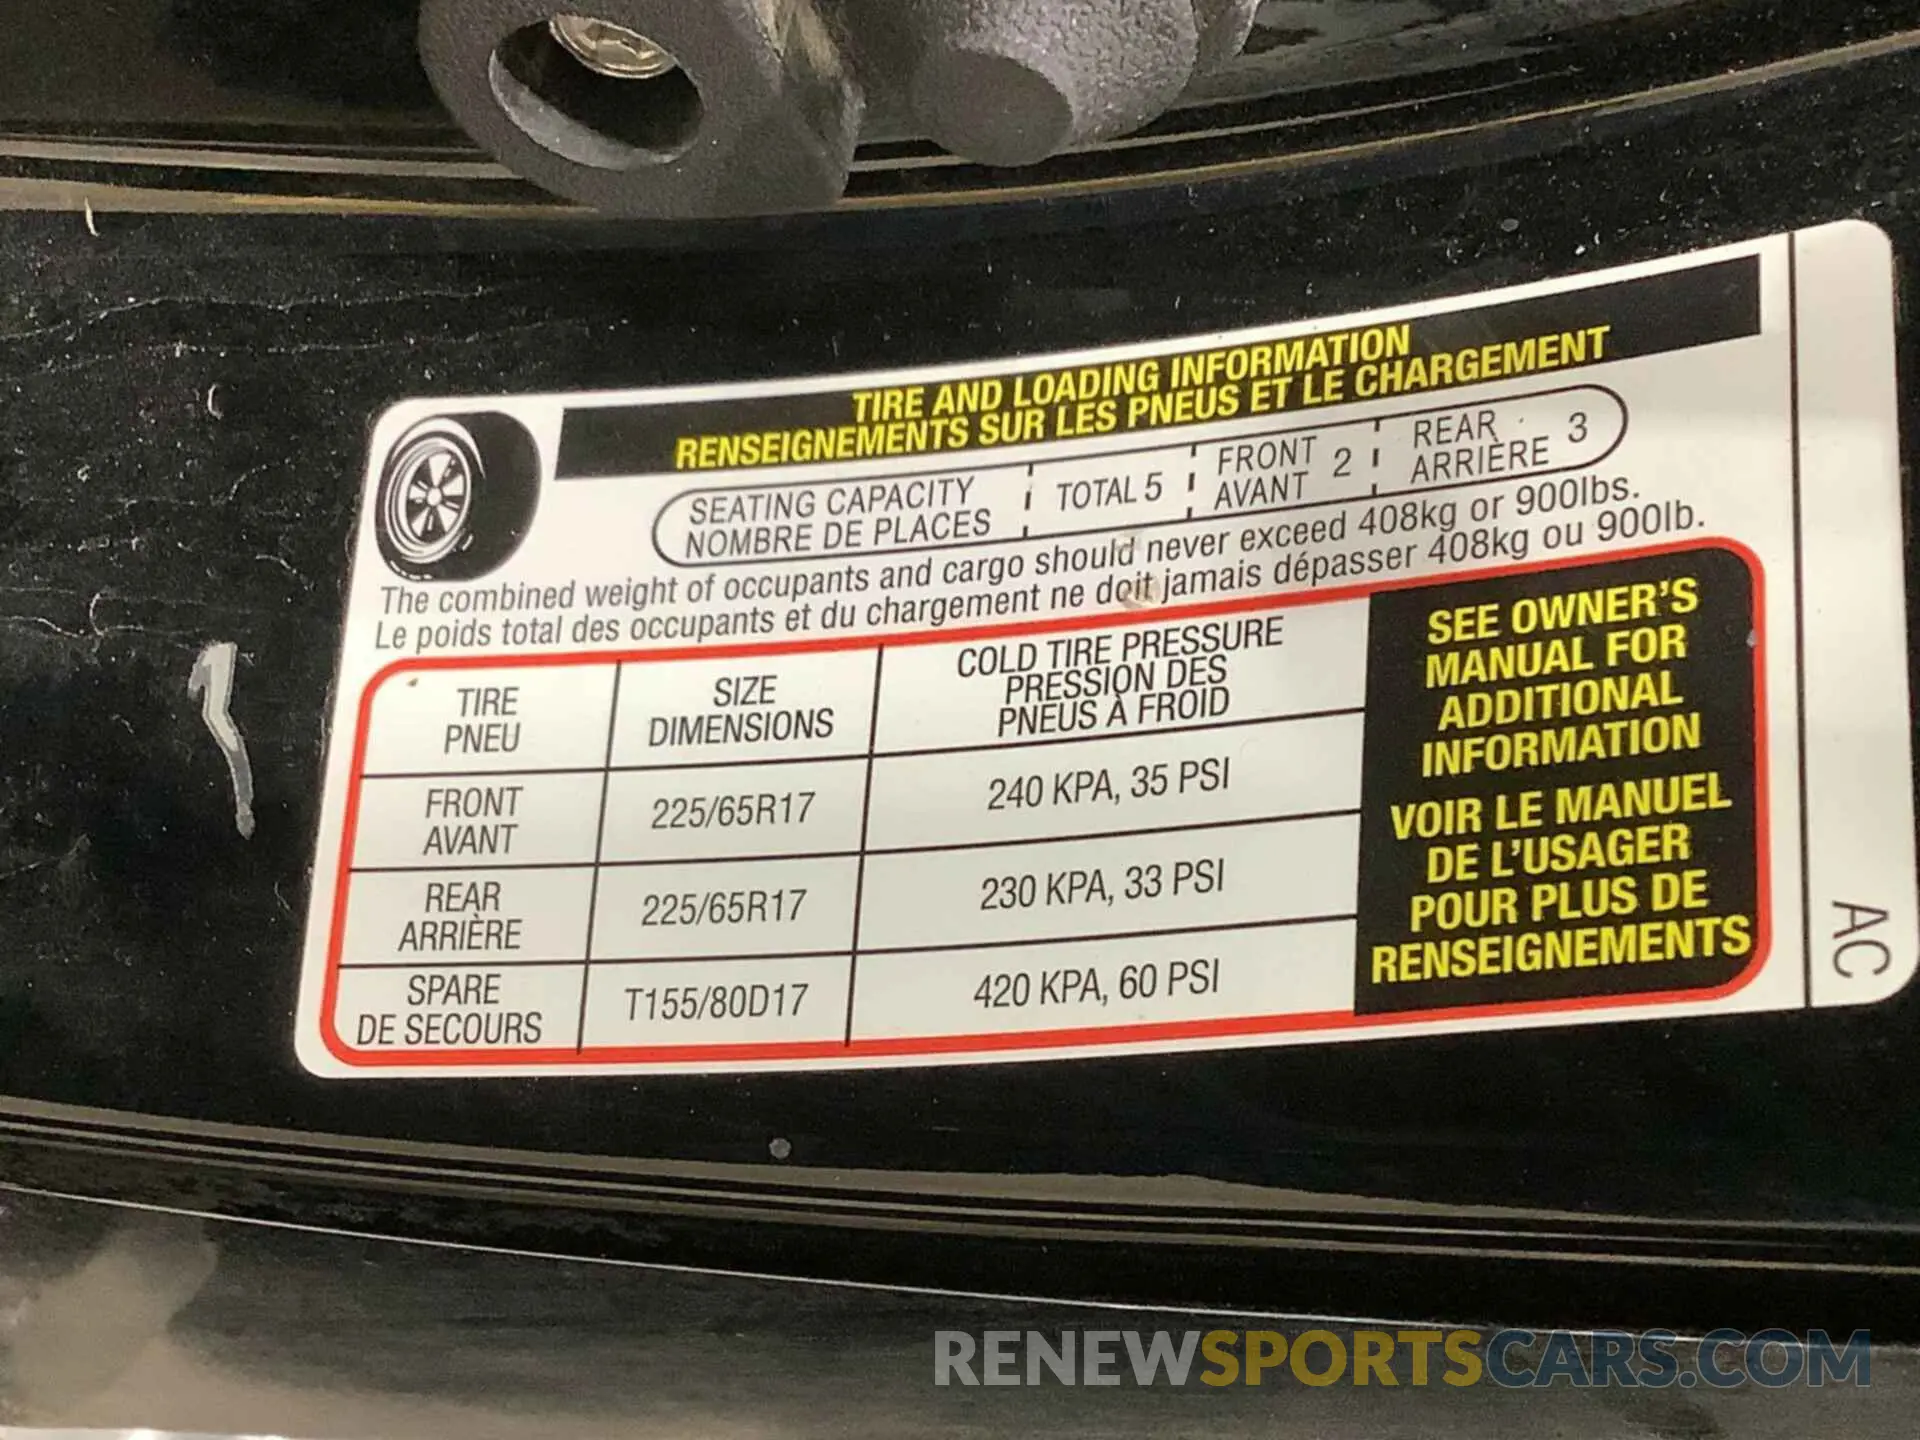 TIRE AND LOADING INFORMATION
RENSEIGNEMENTS SUR LES PNEUS ET LE CHARGEMENT
SEATING CAPACITY
NOMBRE DE PLACES
TOTAL 5
FRONT
AVANT
2
REAR
ARRIÈRE
3
The combined weight of occupants and cargo should never exceed 408kg or 900lbs.
Le poids total des occupants et du chargement ne doit jamais dépasser 408kg ou 900lb.
TIRE
PNEU
SIZE
DIMENSIONS
COLD TIRE PRESSURE
PRESSION DES
PNEUS À FROID
FRONT
AVANT
225/65R17
240 KPA, 35 PSI
REAR
ARRIÈRE
225/65R17
230 KPA, 33 PSI
SPARE
DE SECOURS
T155/80D17
420 KPA, 60 PSI
SEE OWNER'S
MANUAL FOR
ADDITIONAL
INFORMATION
VOIR LE MANUEL
DE L'USAGER
POUR PLUS DE
RENSEIGNEMENTS
AC
RENEWSPORTSCARS.COM